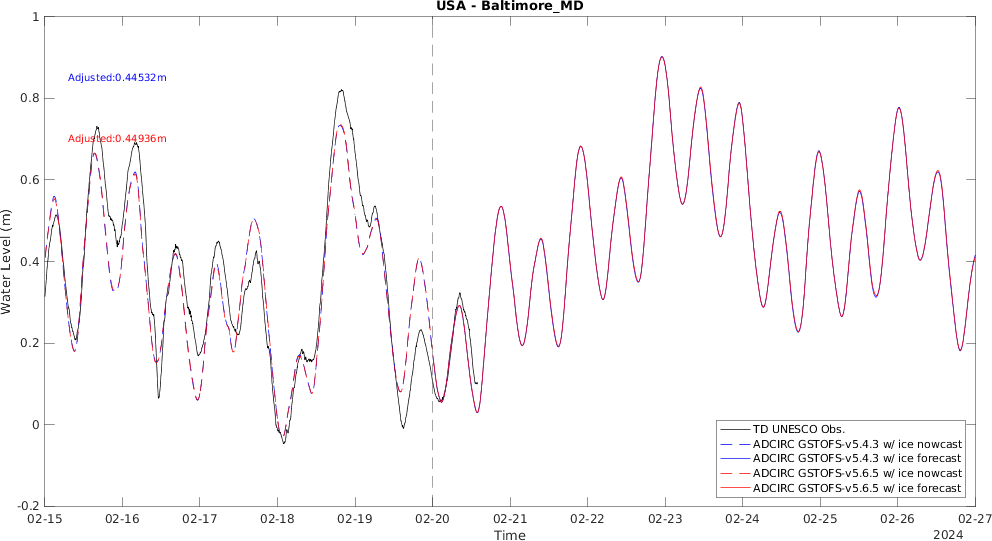 USA - Baltimore_MD
1
0.8
0.6
0.4
0.2
0
-0.2
Water Level (m)
Adjusted:0.44532m
Adjusted:0.44936m
TD UNESCO Obs.
ADCIRC GSTOFS-v5.4.3 w/ ice nowcast
ADCIRC GSTOFS-v5.4.3 w/ ice forecast
ADCIRC GSTOFS-v5.6.5 w/ ice nowcast
ADCIRC GSTOFS-v5.6.5 w/ ice forecast
02-15 02-16 02-17 02-18 02-19 02-20 02-21 02-22 02-23 02-24 02-25 02-26 02-27
Time
2024